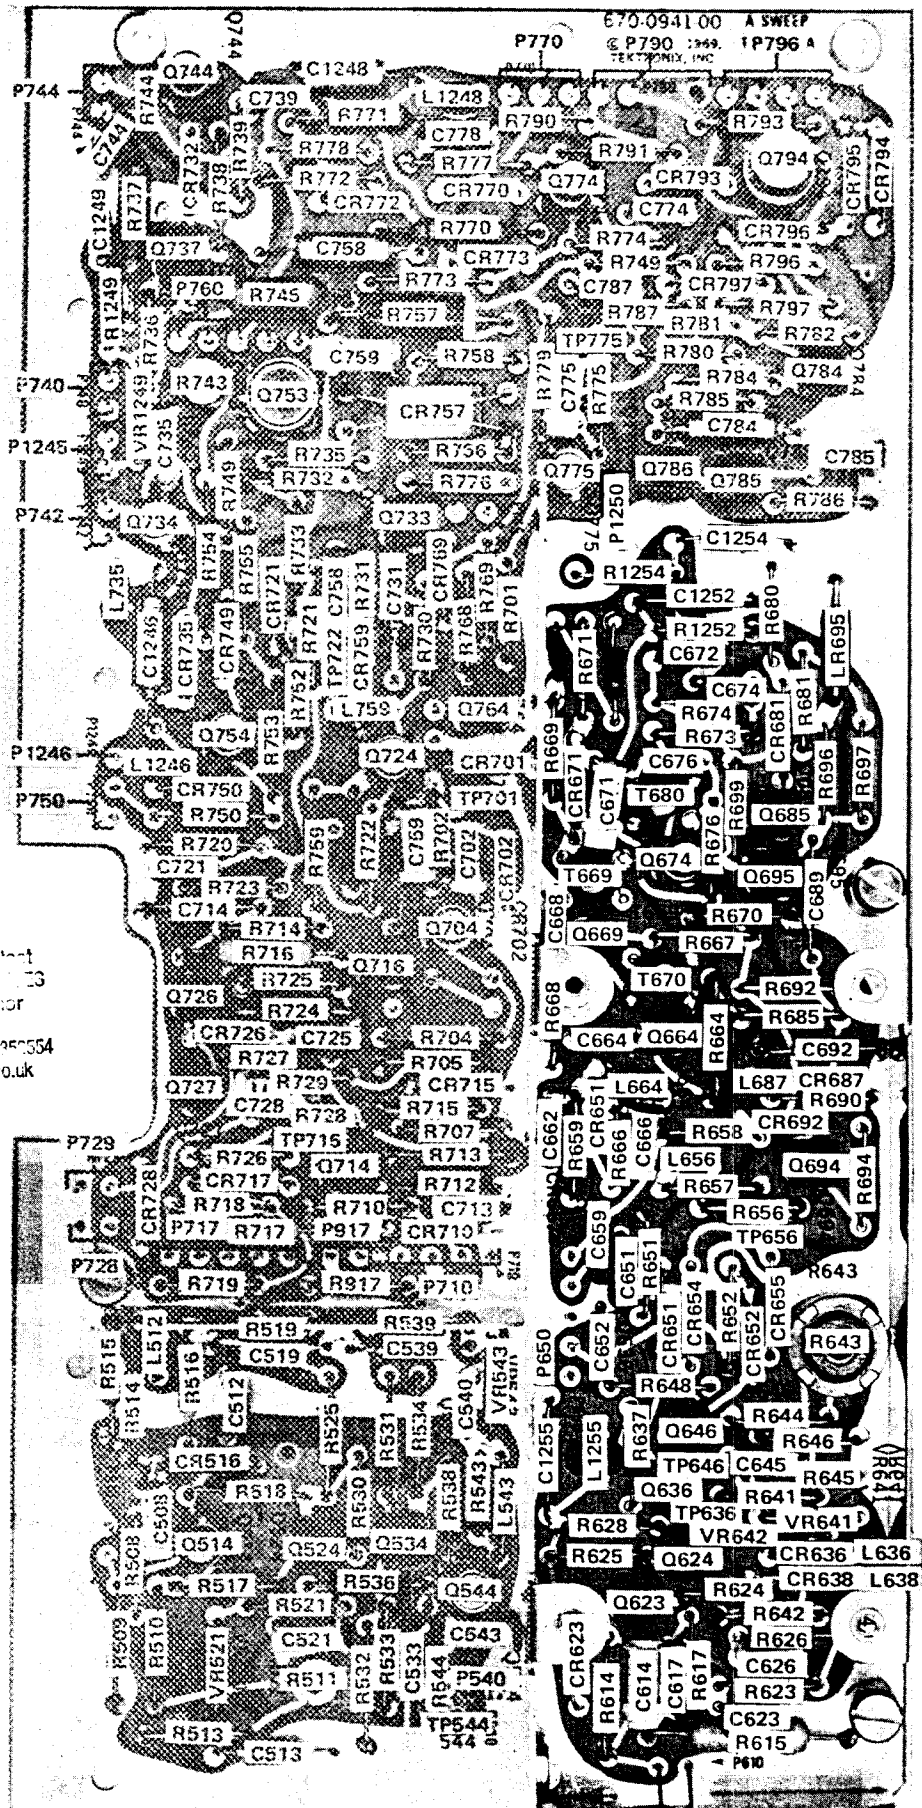 670-0941-00 A SWEEP
P770 © P790 1969, P796 A
TEKTRONIX, INC
Q744
P744 R744 Q744 C1248
C739 R771 L1248
C744 CR732 R739 R790 R793
C778 R778 R777 R791 Q794 CR795 CR794
R738 R772 CR770 Q774 CR793
C1249 R737 CR772 C774
R770 CR796
Q737 C758 CR773 R774 R796
R749
P760 R745 R773 C787 CR797
R1249 R757 R787 R797
R736 R781 R782
C759 R758 TP775 R780
P740 VR1249 R743 Q753 R779 C775 R775 R784 Q784 Q784
CR757 R785
P1245 C735 C784
R735 R756 C785
R749 R732 R776 Q775 Q786 Q785
R786
P742 Q734 Q733 P1250
R754 R755 R733 C1254
L735 CR721 C758 R731 C731 CR769 R769 R1254
R701 C1252 R680
C1246 CR735 CR749 R721 TP722 CR759 R730 R768 R671 R1252 LR695
C672
R752 C674 R681
L759 Q764 R674 CR681
Q754 R753 R669 R673
P1246 L1246 Q724 CR701 CR671 C676 R696 R697
P750 CR750 TP701 C671 T680 R699
R750 Q685
R720 R759 R722 C759 R702 C702 CR702 R676
C721 Q674 Q695 C689
R723 T669
C714 C668 R670
R714 Q704 CR702 Q669 R667
R716 Q716 T670
R725 R692
Q726 R724 R668 R664 R685
CR726 C725 R704 C664 Q664 C692
R727 R705
Q727 R729 CR715 L664 L687 CR687
C728 R728 R715 C662 R659 CR651 R690
R707 R666 C666 R658 CR692
P729 TP715 R713 L656
R726 Q714 Q694 R694
CR728 CR717 R712 R657
R718 R710 C713 R656
P717 R717 P917 CR710 C659 TP656
P728 R719 R917 P710 C651 R651 R643
R515 L512 R519 R539 P650 C652 CR651 CR654 R652 CR652 CR655 R643
R516 C519 C539 VR543
R514 C512 C540 R648
R525 R531 R534 R644
CR516 C1255 L1255 R637 Q646 R646
R543 TP646 C645
R518 R530 R538 L543 Q636 R645
C508 R641
R628 TP636 VR641
R508 Q514 Q524 Q534 VR642
R625 Q624 CR636 L636
R517 R536 Q544 R624 CR638 L638
R521 Q623 R642
R509 R510 C521 C543 CR623 R626
VR521 R511 R532 R533 C533 R544 P540 R614 C614 C617 R617 C626
R623
R513 TP544 C623
C513 544 R615
P610